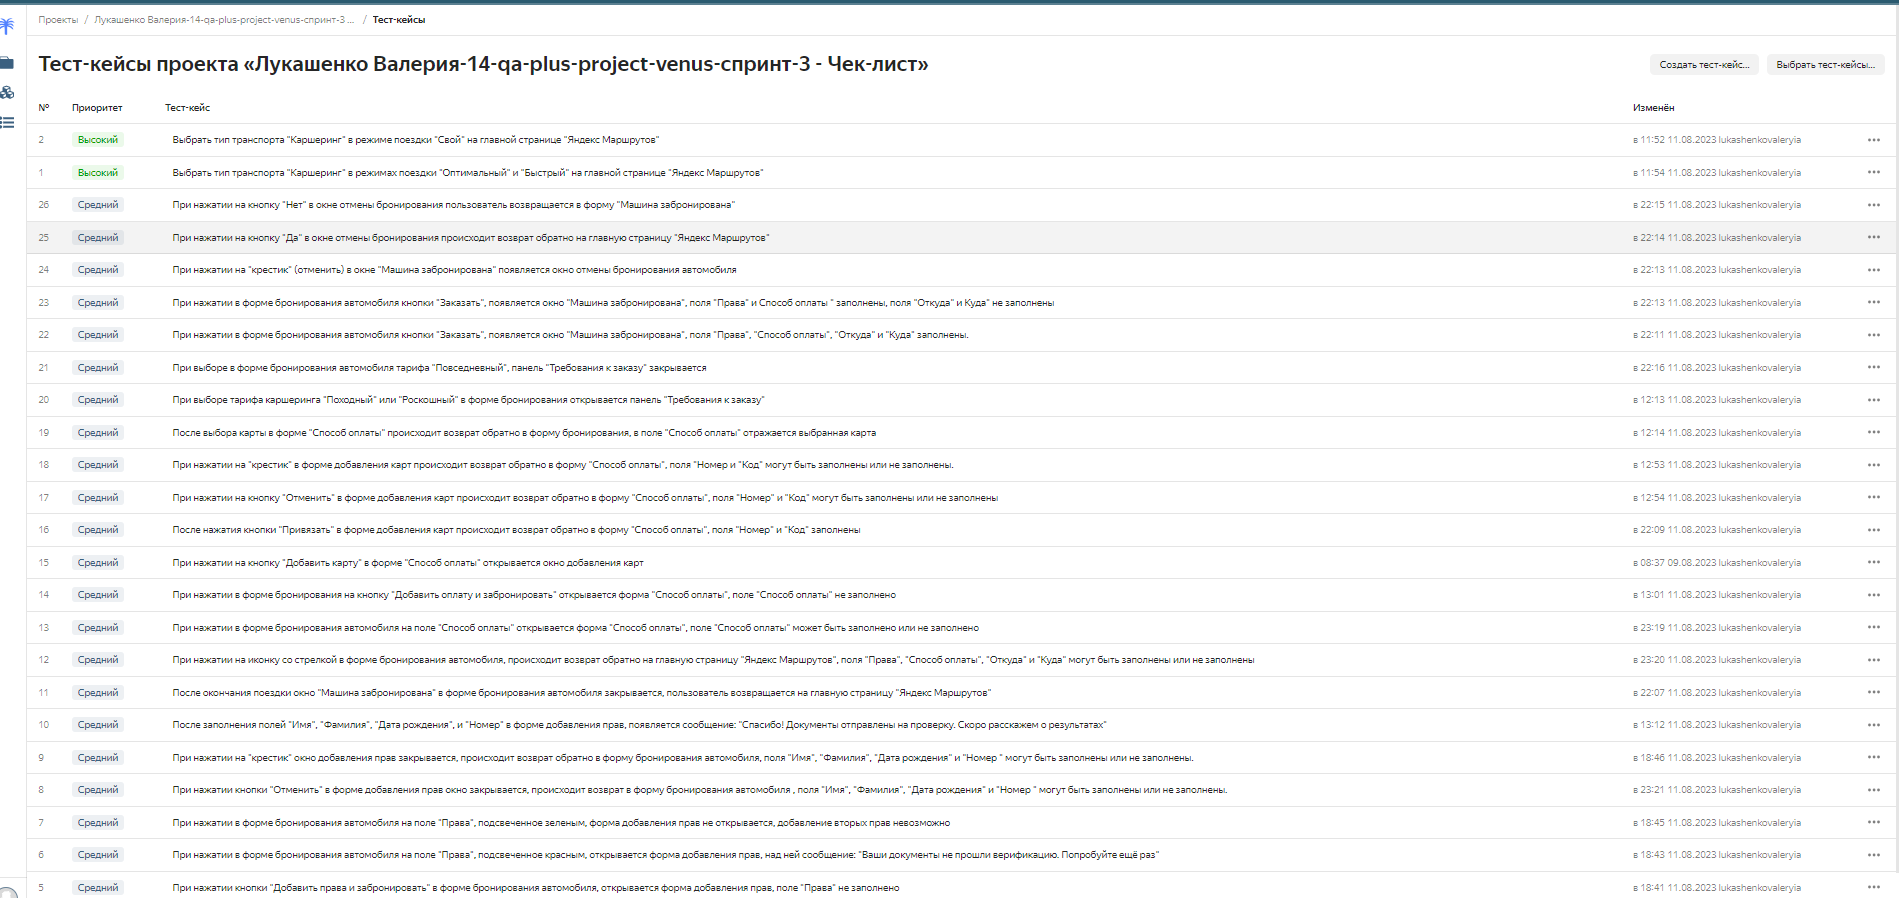 Проекты / Лукашенко Валерия-14-qa-plus-project-venus-спринт-3 ... / Тест-кейсы
Тест-кейсы проекта «Лукашенко Валерия-14-qa-plus-project-venus-спринт-3 - Чек-лист»
Создать тест-кейс... Выбрать тест-кейсы...
№ Приоритет Тест-кейс Изменён
2 Высокий Выбрать тип транспорта "Каршеринг" в режиме поездки "Свой" на главной странице "Яндекс Маршрутов" в 11:52 11.08.2023 lukashenkovaleryia
1 Высокий Выбрать тип транспорта "Каршеринг" в режимах поездки "Оптимальный" и "Быстрый" на главной странице "Яндекс Маршрутов" в 11:54 11.08.2023 lukashenkovaleryia
26 Средний При нажатии на кнопку "Нет" в окне отмены бронирования пользователь возвращается в форму "Машина забронирована" в 22:15 11.08.2023 lukashenkovaleryia
25 Средний При нажатии на кнопку "Да" в окне отмены бронирования происходит возврат обратно на главную страницу "Яндекс Маршрутов" в 22:14 11.08.2023 lukashenkovaleryia
24 Средний При нажатии на "крестик" (отменить) в окне "Машина забронирована" появляется окно отмены бронирования автомобиля в 22:13 11.08.2023 lukashenkovaleryia
23 Средний При нажатии в форме бронирования автомобиля кнопки "Заказать", появляется окно "Машина забронирована", поля "Права" и Способ оплаты " заполнены, поля "Откуда" и Куда" не заполнены в 22:13 11.08.2023 lukashenkovaleryia
22 Средний При нажатии в форме бронирования автомобиля кнопки "Заказать", появляется окно "Машина забронирована", поля "Права", "Способ оплаты", "Откуда" и "Куда" заполнены. в 22:11 11.08.2023 lukashenkovaleryia
21 Средний При выборе в форме бронирования автомобиля тарифа "Повседневный", панель "Требования к заказу" закрывается в 22:16 11.08.2023 lukashenkovaleryia
20 Средний При выборе тарифа каршеринга "Походный" или "Роскошный" в форме бронирования открывается панель "Требования к заказу" в 12:13 11.08.2023 lukashenkovaleryia
19 Средний После выбора карты в форме "Способ оплаты" происходит возврат обратно в форму бронирования, в поле "Способ оплаты" отражается выбранная карта в 12:14 11.08.2023 lukashenkovaleryia
18 Средний При нажатии на "крестик" в форме добавления карт происходит возврат обратно в форму "Способ оплаты", поля "Номер и "Код" могут быть заполнены или не заполнены. в 12:53 11.08.2023 lukashenkovaleryia
17 Средний При нажатии на кнопку "Отменить" в форме добавления карт происходит возврат обратно в форму "Способ оплаты", поля "Номер" и "Код" могут быть заполнены или не заполнены в 12:54 11.08.2023 lukashenkovaleryia
16 Средний После нажатия кнопки "Привязать" в форме добавления карт происходит возврат обратно в форму "Способ оплаты", поля "Номер" и "Код" заполнены в 22:09 11.08.2023 lukashenkovaleryia
15 Средний При нажатии на кнопку "Добавить карту" в форме "Способ оплаты" открывается окно добавления карт в 08:37 09.08.2023 lukashenkovaleryia
14 Средний При нажатии в форме бронирования на кнопку "Добавить оплату и забронировать" открывается форма "Способ оплаты", поле "Способ оплаты" не заполнено в 13:01 11.08.2023 lukashenkovaleryia
13 Средний При нажатии в форме бронирования автомобиля на поле "Способ оплаты" открывается форма "Способ оплаты", поле "Способ оплаты" может быть заполнено или не заполнено в 23:19 11.08.2023 lukashenkovaleryia
12 Средний При нажатии на иконку со стрелкой в форме бронирования автомобиля, происходит возврат обратно на главную страницу "Яндекс Маршрутов", поля "Права", "Способ оплаты", "Откуда" и "Куда" могут быть заполнены или не заполнены в 23:20 11.08.2023 lukashenkovaleryia
11 Средний После окончания поездки окно "Машина забронирована" в форме бронирования автомобиля закрывается, пользователь возвращается на главную страницу "Яндекс Маршрутов" в 22:07 11.08.2023 lukashenkovaleryia
10 Средний После заполнения полей "Имя", "Фамилия", "Дата рождения", и "Номер" в форме добавления прав, появляется сообщение: "Спасибо! Документы отправлены на проверку. Скоро расскажем о результатах" в 13:12 11.08.2023 lukashenkovaleryia
9 Средний При нажатии на "крестик" окно добавления прав закрывается, происходит возврат обратно в форму бронирования автомобиля, поля "Имя", "Фамилия", "Дата рождения" и "Номер " могут быть заполнены или не заполнены. в 18:46 11.08.2023 lukashenkovaleryia
8 Средний При нажатии кнопки "Отменить" в форме добавления прав окно закрывается, происходит возврат в форму бронирования автомобиля , поля "Имя", "Фамилия", "Дата рождения" и "Номер " могут быть заполнены или не заполнены. в 23:21 11.08.2023 lukashenkovaleryia
7 Средний При нажатии в форме бронирования автомобиля на поле "Права", подсвеченное зеленым, форма добавления прав не открывается, добавление вторых прав невозможно в 18:45 11.08.2023 lukashenkovaleryia
6 Средний При нажатии в форме бронирования автомобиля на поле "Права", подсвеченное красным, открывается форма добавления прав, над ней сообщение: "Ваши документы не прошли верификацию. Попробуйте ещё раз" в 18:43 11.08.2023 lukashenkovaleryia
5 Средний При нажатии кнопки "Добавить права и забронировать" в форме бронирования автомобиля, открывается форма добавления прав, поле "Права" не заполнено в 18:41 11.08.2023 lukashenkovaleryia